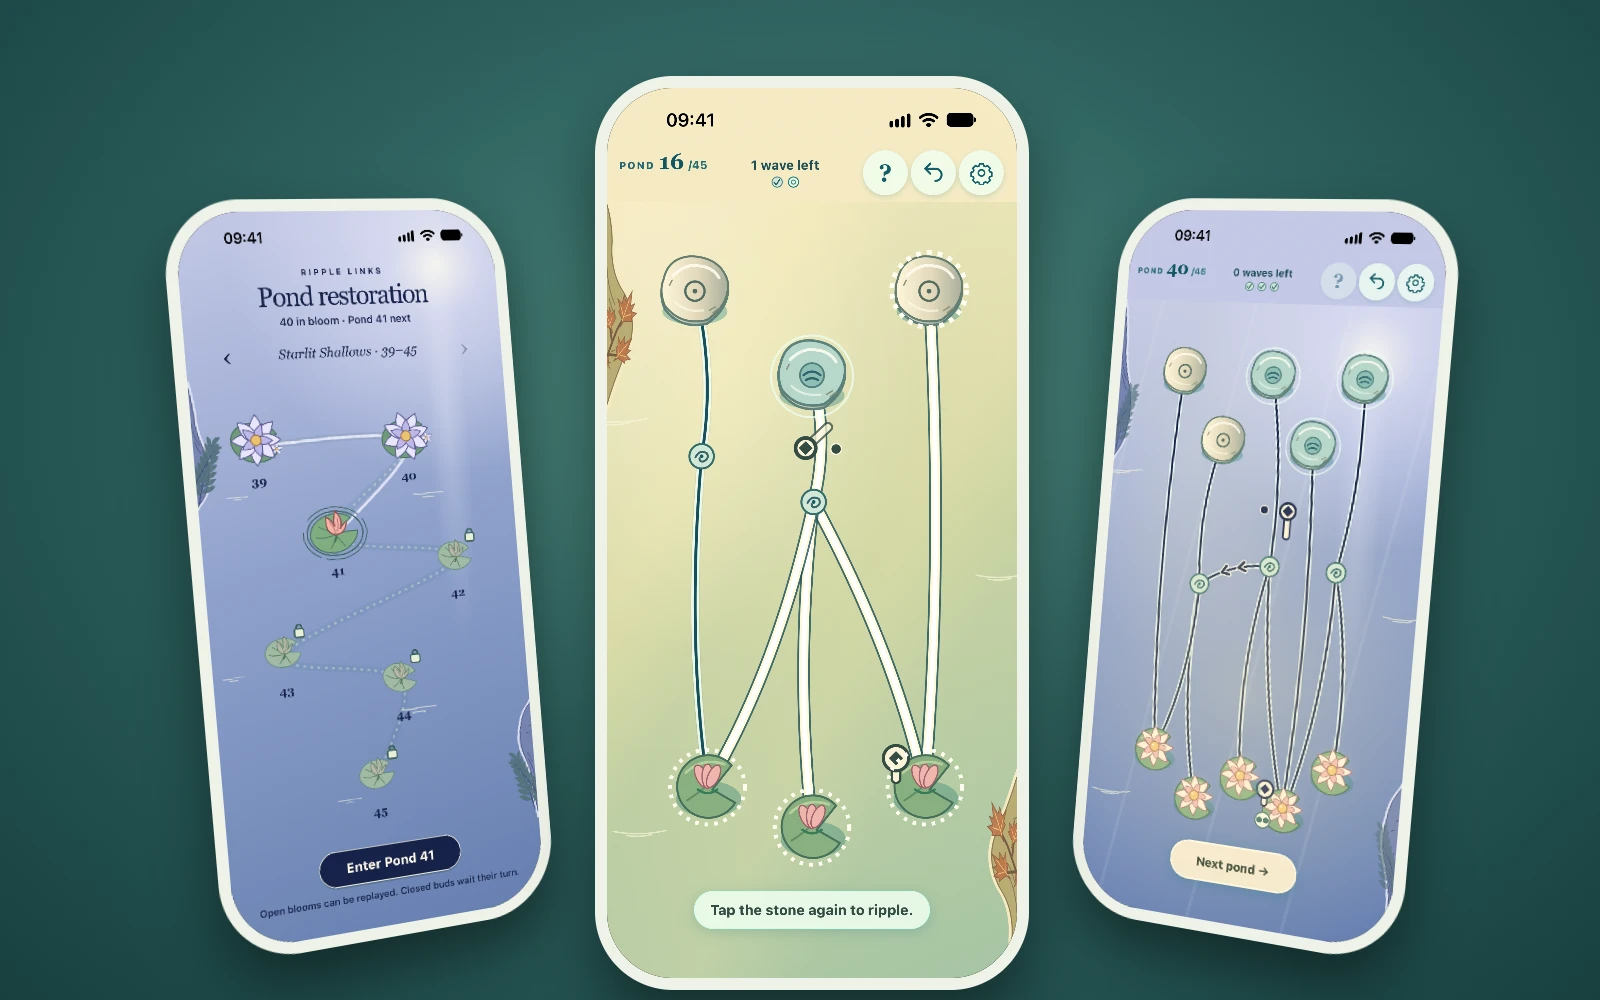 09:41
RIPPLE LINKS
Pond restoration
40 in bloom · Pond 41 next
‹ Starlit Shallows · 39–45 ›
39
40
41
42
43
44
45
Enter Pond 41
Open blooms can be replayed. Closed buds wait their turn.
09:41
POND 16 /45
1 wave left
?
Tap the stone again to ripple.
09:41
POND 40 /45
0 waves left
?
Next pond →